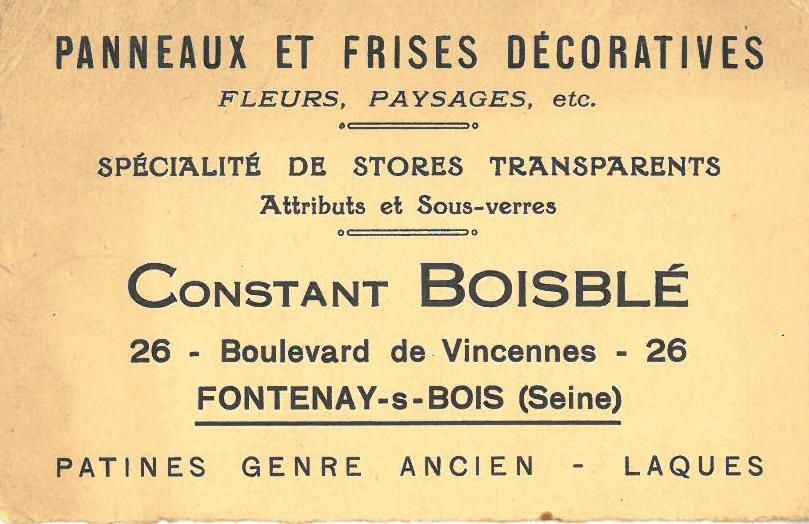 PANNEAUX ET FRISES DÉCORATIVES
FLEURS, PAYSAGES, etc.
SPÉCIALITÉ DE STORES TRANSPARENTS
Attributs et Sous-verres
CONSTANT BOISBLÉ
26 - Boulevard de Vincennes - 26
FONTENAY-s-BOIS (Seine)
PATINES GENRE ANCIEN - LAQUES